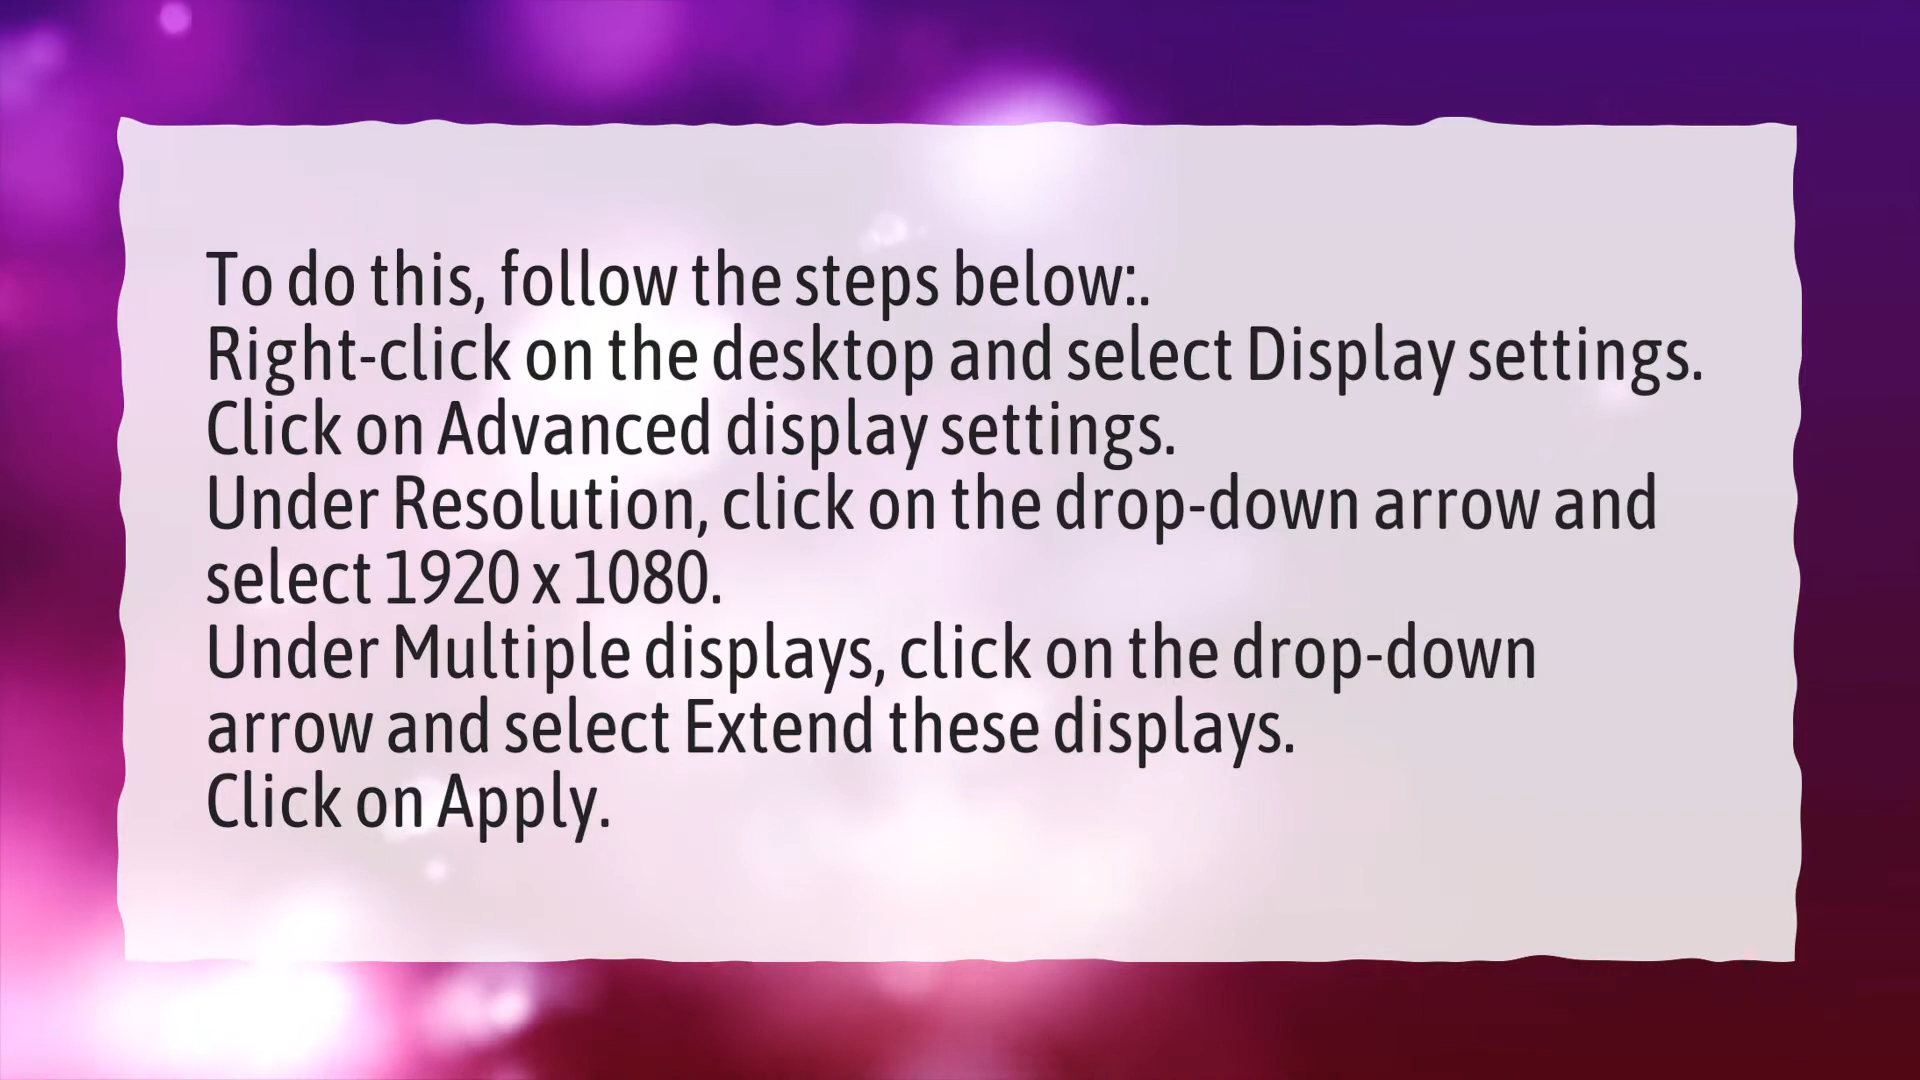 To do this, follow the steps below:.
Right-click on the desktop and select Display settings.
Click on Advanced display settings.
Under Resolution, click on the drop-down arrow and
select 1920 x 1080.
Under Multiple displays, click on the drop-down
arrow and select Extend these displays.
Click on Apply.